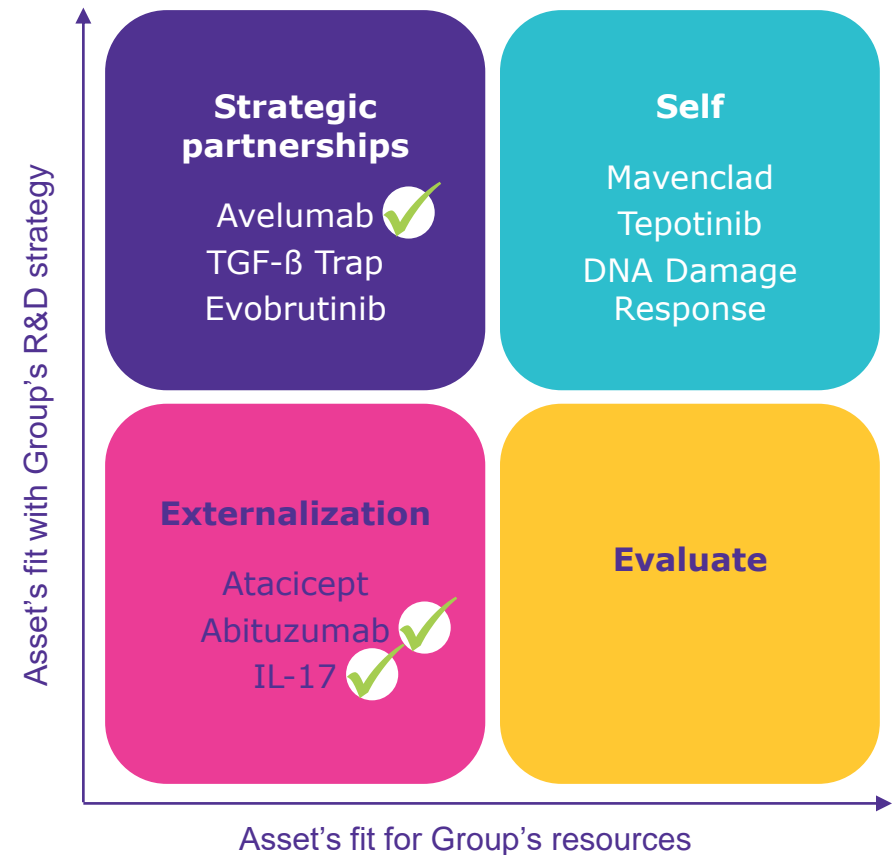 Asset's fit with Group's R&D strategy
Strategic
partnerships
Avelumab
TGF-ß Trap
Evobrutinib
Self
Mavenclad
Tepotinib
DNA Damage
Response
Externalization
Atacicept
Abituzumab
IL-17
Evaluate
Asset's fit for Group's resources